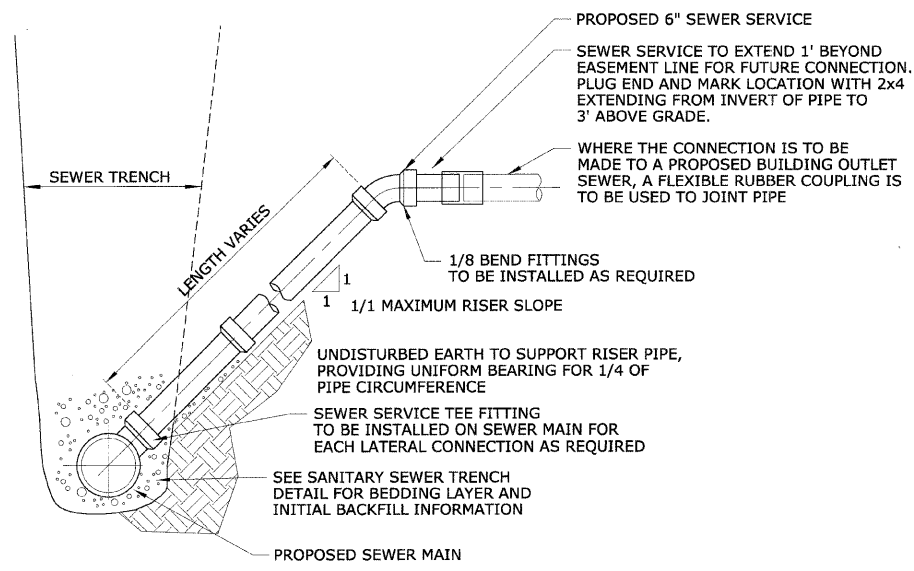 PROPOSED 6" SEWER SERVICE
SEWER SERVICE TO EXTEND 1' BEYOND
EASEMENT LINE FOR FUTURE CONNECTION.
PLUG END AND MARK LOCATION WITH 2x4
EXTENDING FROM INVERT OF PIPE TO
3' ABOVE GRADE.
WHERE THE CONNECTION IS TO BE
MADE TO A PROPOSED BUILDING OUTLET
SEWER, A FLEXIBLE RUBBER COUPLING IS
TO BE USED TO JOINT PIPE
SEWER TRENCH
LENGTH VARIES
1/8 BEND FITTINGS
TO BE INSTALLED AS REQUIRED
1
1
1/1 MAXIMUM RISER SLOPE
UNDISTURBED EARTH TO SUPPORT RISER PIPE,
PROVIDING UNIFORM BEARING FOR 1/4 OF
PIPE CIRCUMFERENCE
SEWER SERVICE TEE FITTING
TO BE INSTALLED ON SEWER MAIN FOR
EACH LATERAL CONNECTION AS REQUIRED
SEE SANITARY SEWER TRENCH
DETAIL FOR BEDDING LAYER AND
INITIAL BACKFILL INFORMATION
PROPOSED SEWER MAIN